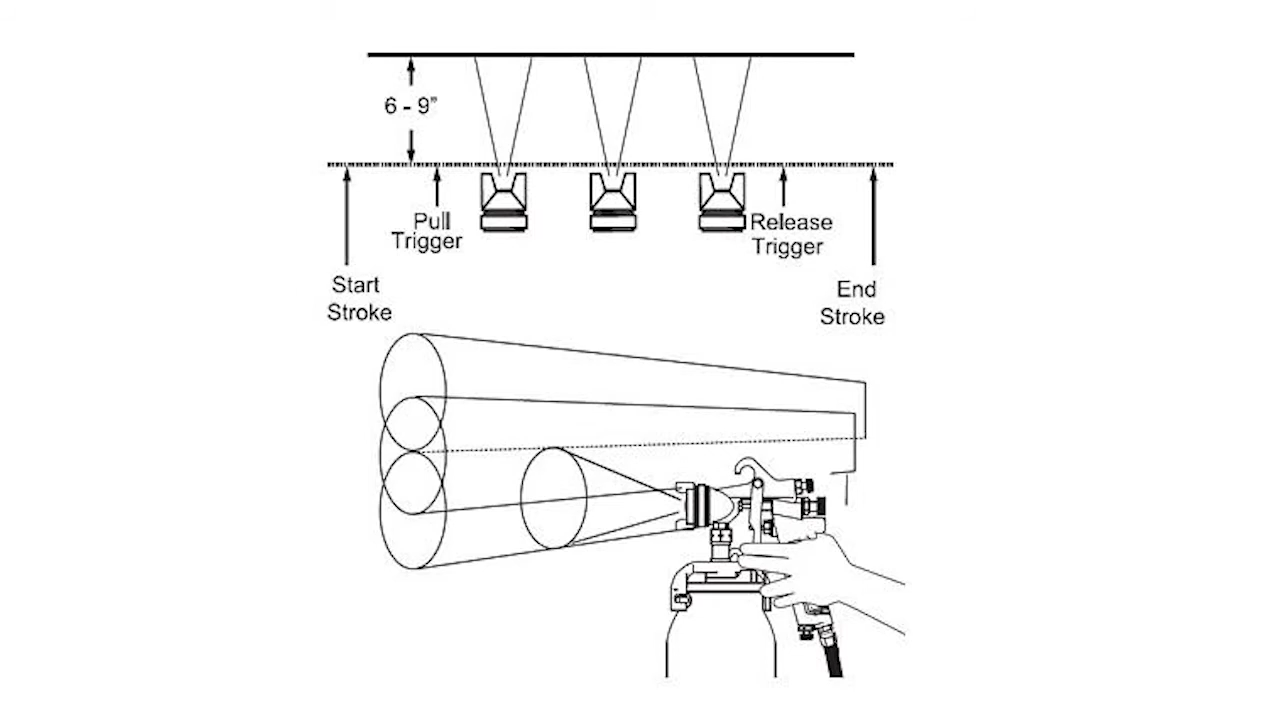 6 - 9”
Pull
Trigger
Release
Trigger
Start
Stroke
End
Stroke